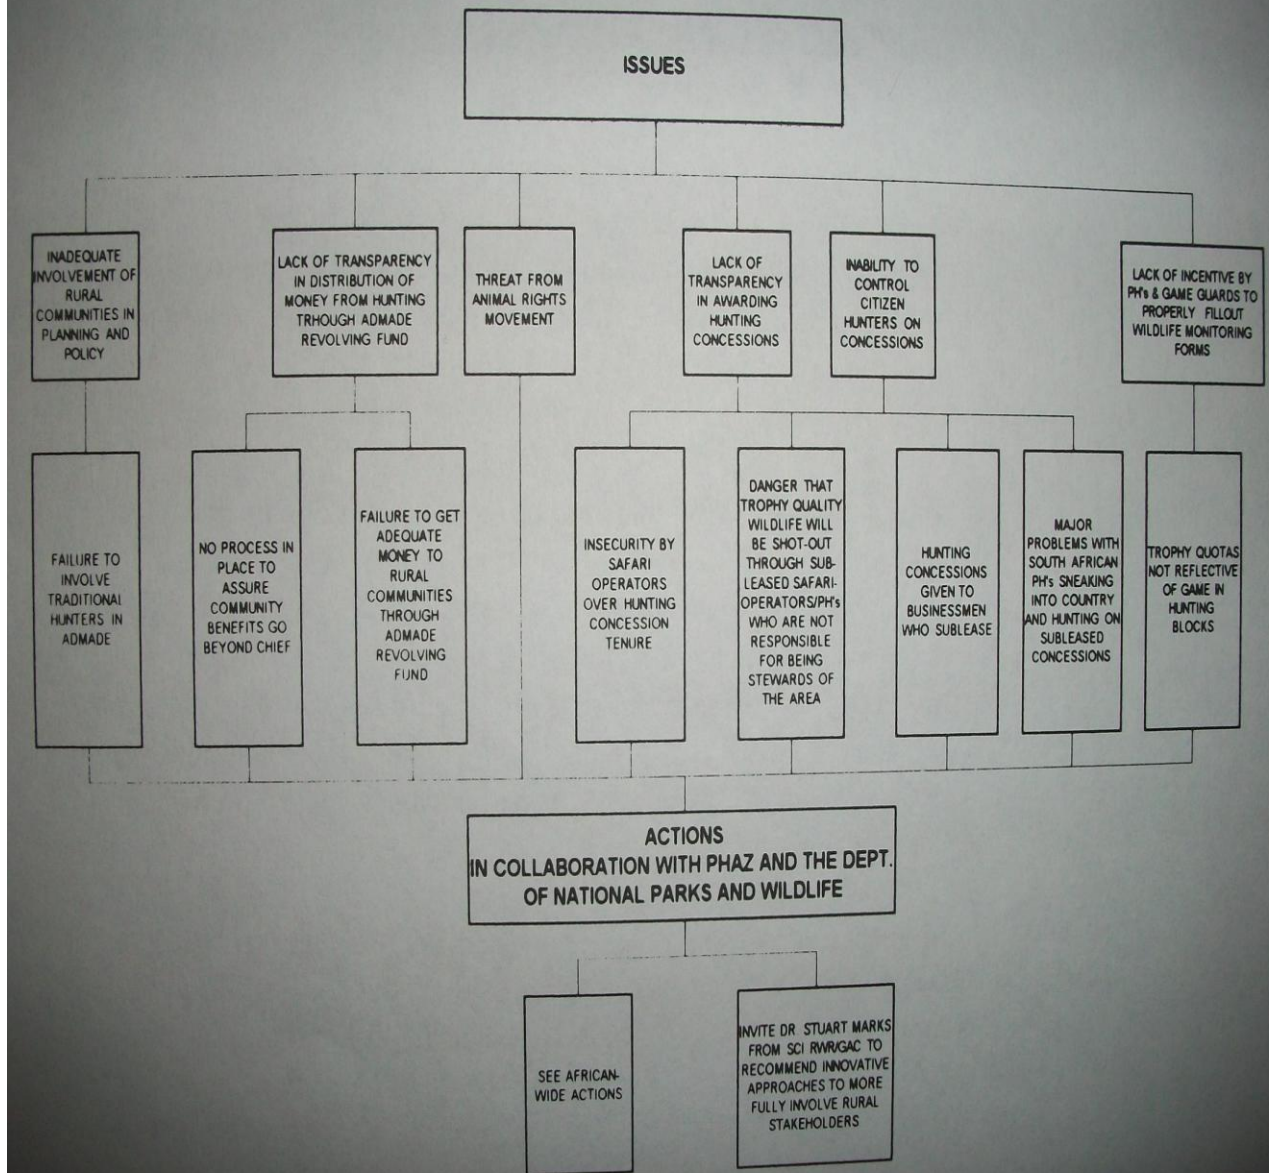 ISSUES
INADEQUATE
INVOLVEMENT OF
RURAL
COMMUNITIES IN
PLANNING AND
POLICY
LACK OF TRANSPARENCY
IN DISTRIBUTION OF
MONEY FROM HUNTING
TRHOUGH ADMADE
REVOLVING FUND
THREAT FROM
ANIMAL RIGHTS
MOVEMENT
LACK OF
TRANSPARENCY
IN AWARDING
HUNTING
CONCESSIONS
INABILITY TO
CONTROL
CITIZEN
HUNTERS ON
CONCESSIONS
LACK OF INCENTIVE BY
PH's & GAME GUARDS TO
PROPERLY FILLOUT
WILDLIFE MONITORING
FORMS
FAILURE TO
INVOLVE
TRADITIONAL
HUNTERS IN
ADMADE
NO PROCESS IN
PLACE TO
ASSURE
COMMUNITY
BENEFITS GO
BEYOND CHIEF
FAILURE TO GET
ADEQUATE
MONEY TO
RURAL
COMMUNITIES
THROUGH
ADMADE
REVOLVING
FUND
INSECURITY BY
SAFARI
OPERATORS
OVER HUNTING
CONCESSION
TENURE
DANGER THAT
TROPHY QUALITY
WILDLIFE WILL
BE SHOT-OUT
THROUGH SUB-
LEASED SAFARI-
OPERATORS/PH's
WHO ARE NOT
RESPONSIBLE
FOR BEING
STEWARDS OF
THE AREA
HUNTING
CONCESSIONS
GIVEN TO
BUSINESSMEN
WHO SUBLEASE
MAJOR
PROBLEMS WITH
SOUTH AFRICAN
PH's SNEAKING
INTO COUNTRY
AND HUNTING ON
SUBLEASED
CONCESSIONS
TROPHY QUOTAS
NOT REFLECTIVE
OF GAME IN
HUNTING
BLOCKS
ACTIONS
IN COLLABORATION WITH PHAZ AND THE DEPT.
OF NATIONAL PARKS AND WILDLIFE
SEE AFRICAN-
WIDE ACTIONS
INVITE DR STUART MARKS
FROM SCI RWR/GAC TO
RECOMMEND INNOVATIVE
APPROACHES TO MORE
FULLY INVOLVE RURAL
STAKEHOLDERS